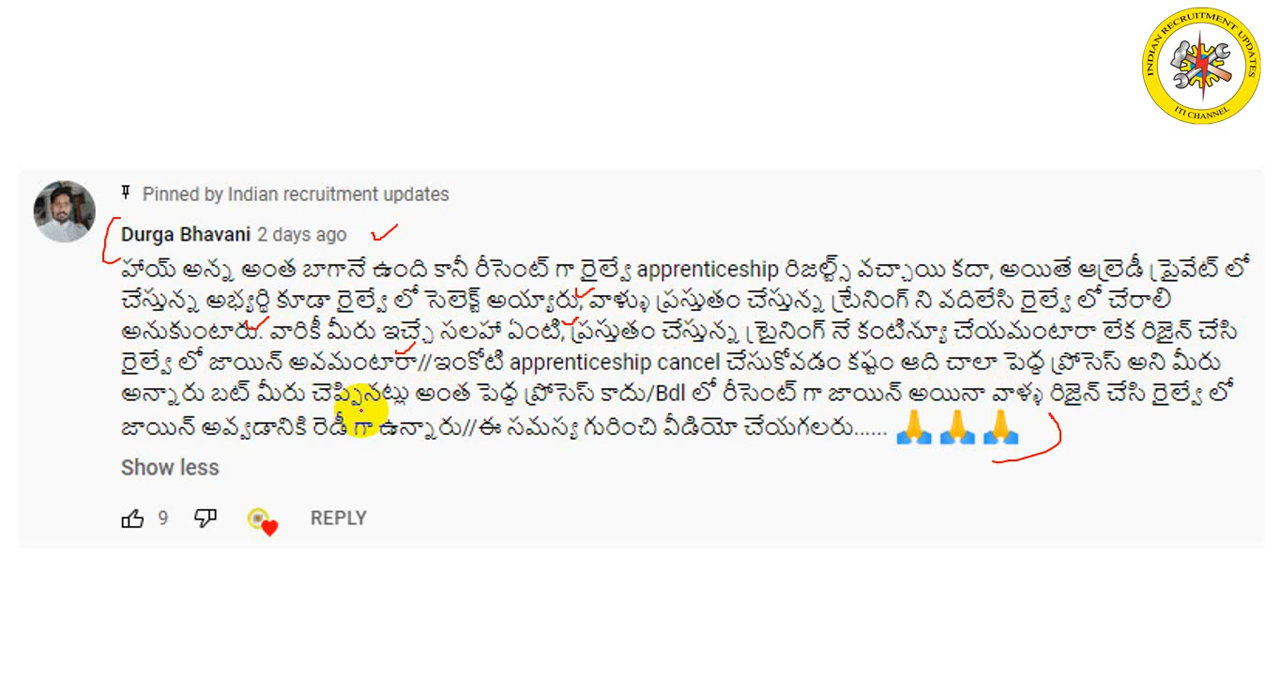 INDIAN RECRUITMENT UPDATES
ITI CHANNEL
Pinned by Indian recruitment updates
Durga Bhavani 2 days ago
హాయ్ అన్న అంత బాగానే ఉంది కానీ రీసెంట్ గా రైల్వే apprenticeship రిజల్ట్స్ వచ్చాయి కదా, అయితే ఆల్రెడీ ప్రైవేట్ లో
చేస్తున్న అభ్యర్థి కూడా రైల్వే లో సెలెక్ట్ అయ్యారు, వాళ్ళు ప్రస్తుతం చేస్తున్న ట్రేనింగ్ ని వదిలేసి రైల్వే లో చేరాలి
అనుకుంటారు. వారికీ మీరు ఇచ్చే సలహా ఏంటి, ప్రస్తుతం చేస్తున్న ట్రైనింగ్ నే కంటిన్యూ చేయమంటారా లేక రిజైన్ చేసి
రైల్వే లో జాయిన్ అవమంటారా//ఇంకోటి apprenticeship cancel చేసుకోవడం కష్టం ఆది చాలా పెద్ధ ప్రోసెస్ అని మీరు
అన్నారు బట్ మీరు చెప్పినట్లు అంత పెద్ధ ప్రోసెస్ కాదు/Bdl లో రీసెంట్ గా జాయిన్ అయినా వాళ్ళు రిజైన్ చేసి రైల్వే లో
జాయిన్ అవ్వడానికి రెడీ గా ఉన్నారు//ఈ సమస్య గురించి వీడియో చేయగలరు...... 🙏 🙏 🙏
Show less
9 REPLY